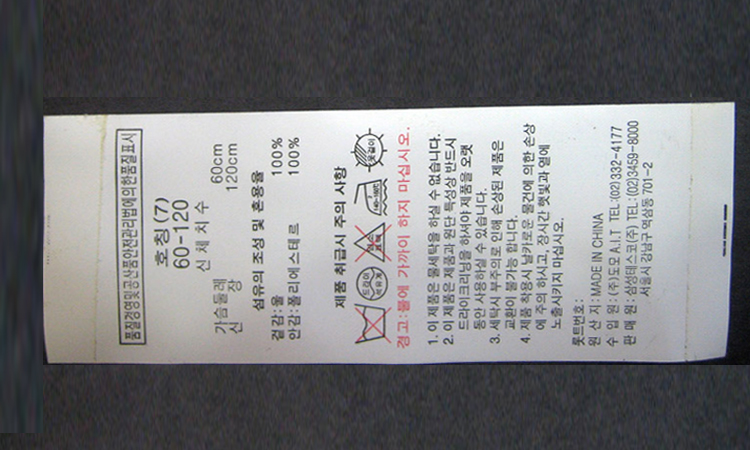 품질경영및공산품안전관리법에의한품질표시
호칭(7)
60-120
신체치수
가슴둘레 60cm
신 장 120cm
섬유의 조성 및 혼용율
겉감:울 100%
안감:폴리에스테르 100%
제품 취급시 주의 사항
드라이
석유계
옷걸이
경고:불에 가까이 하지 마십시오.
1. 이 제품은 물세탁을 하실 수 없습니다.
2. 이 제품은 제품과 원단 특성상 반드시
드라이크리닝을 하셔야 제품을 오랫
동안 사용하실 수 있습니다.
3. 세탁시 부주의로 인해 손상된 제품은
교환이 불가능 합니다.
4. 제품 착용시 날카로운 물건에 의한 손상
에 주의 하시고, 장시간 햇빛과 열에
노출시키지 마십시오.
롯트번호:
원 산 지: MADE IN CHINA
수 입 원: (주)도모 A.I.T TEL:(02)332-4177
판 매 원: 삼성테스코(주) TEL:(02)3459-8000
서울시 강남구 역삼동 701-2